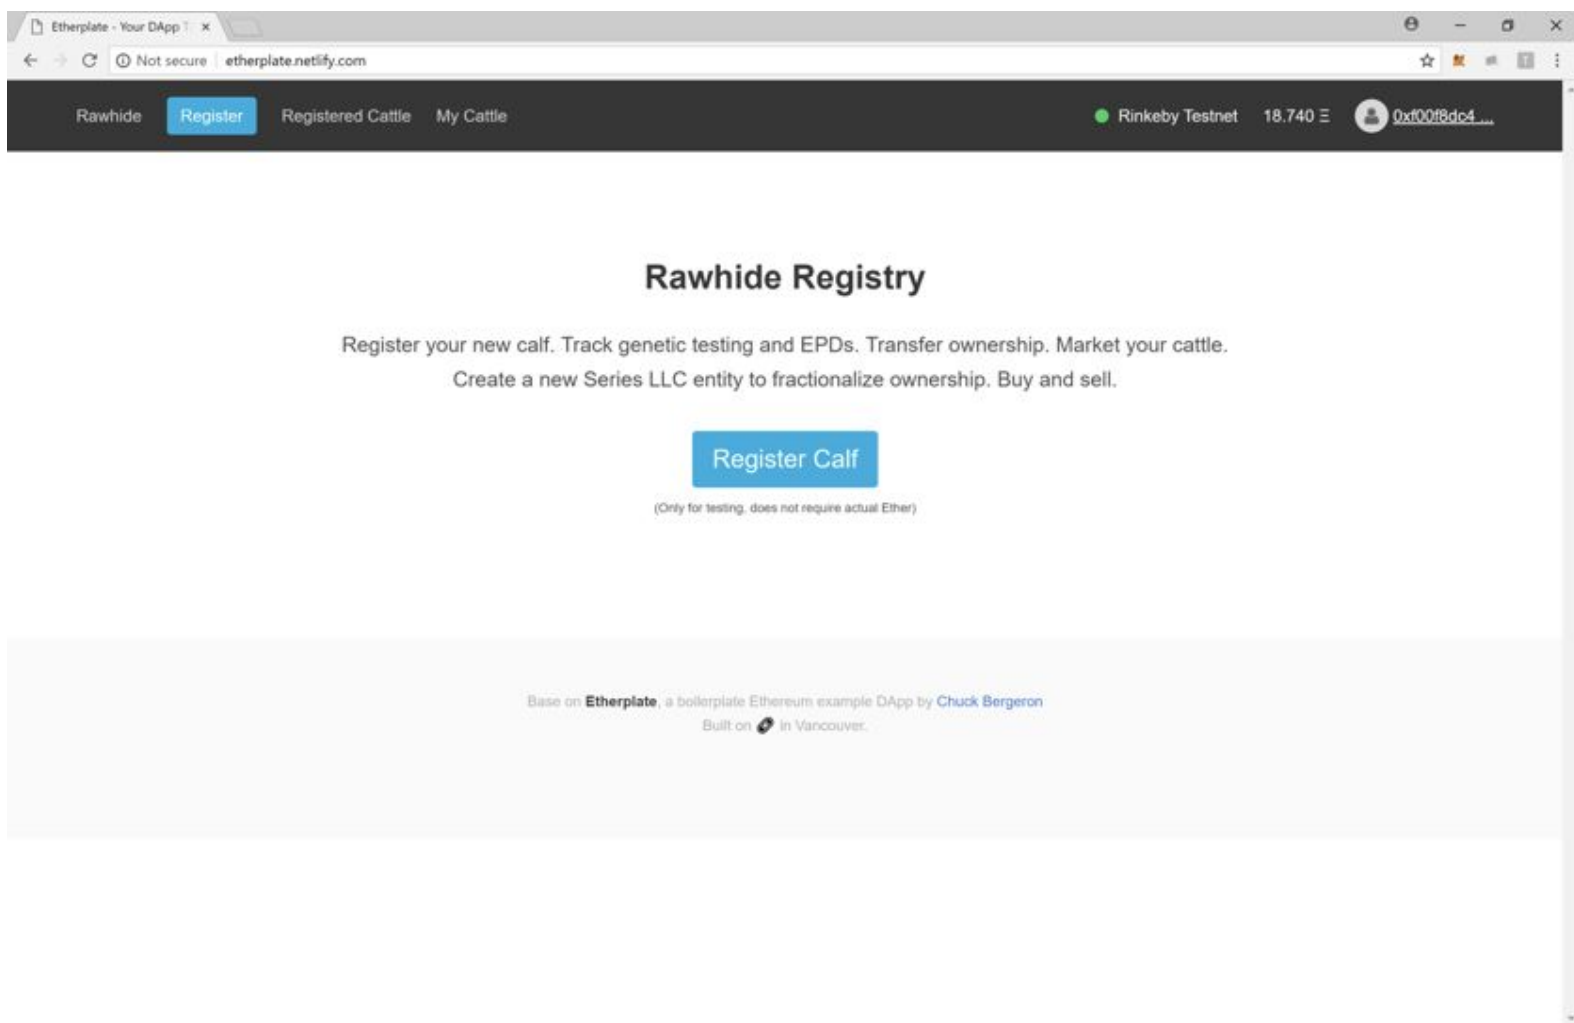 Etherplate - Your DApp T
Not secure etherplate.netlify.com
Rawhide Register Registered Cattle My Cattle Rinkeby Testnet 18.740 Ξ 0xf00f8dc4 ...
Rawhide Registry
Register your new calf. Track genetic testing and EPDs. Transfer ownership. Market your cattle.
Create a new Series LLC entity to fractionalize ownership. Buy and sell.
Register Calf
(Only for testing, does not require actual Ether)
Base on Etherplate, a boilerplate Ethereum example DApp by Chuck Bergeron
Built on in Vancouver.